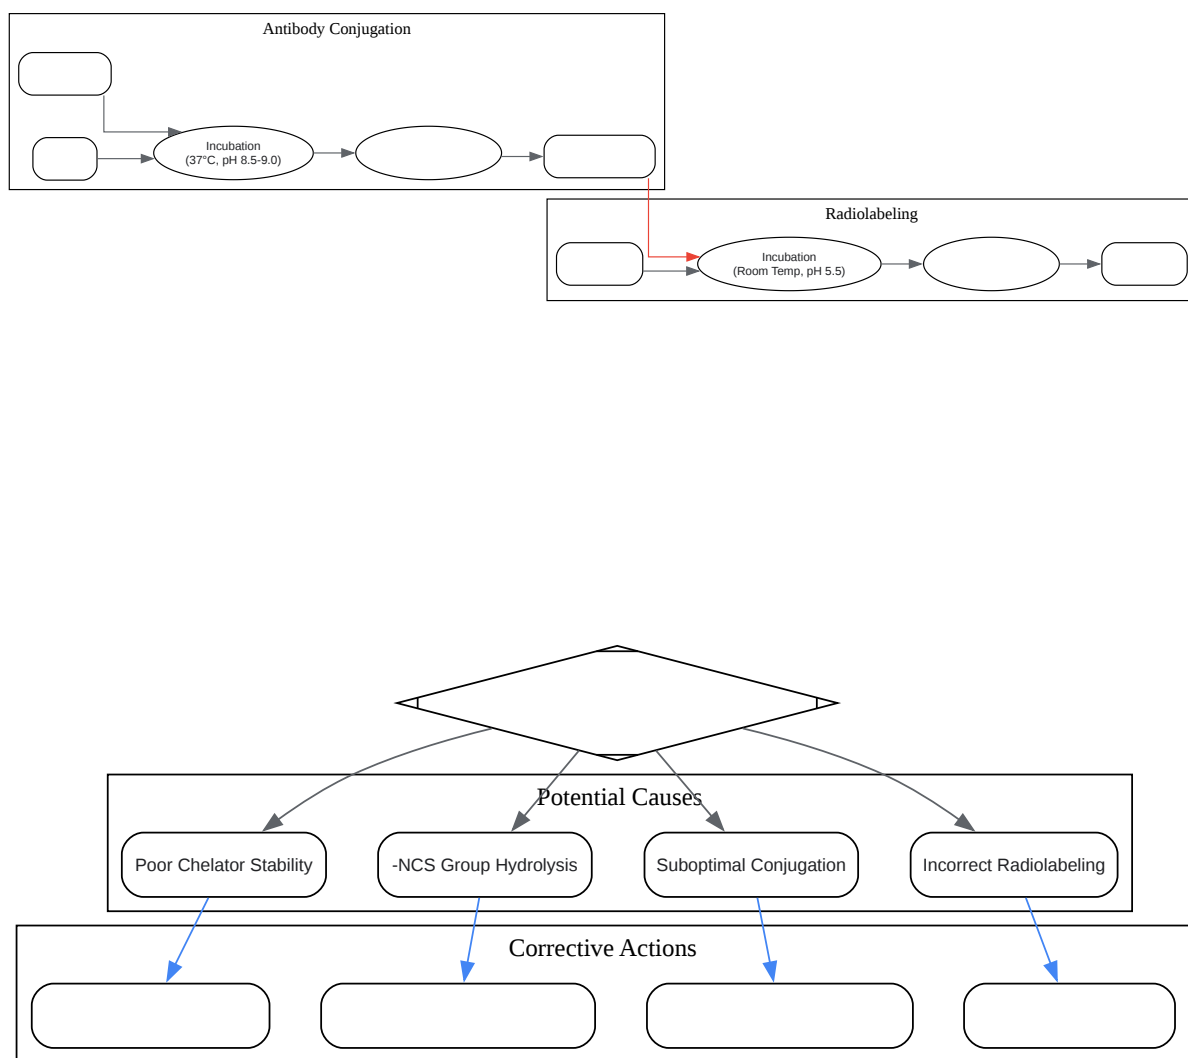 Antibody Conjugation
Incubation
(37°C, pH 8.5-9.0)
Radiolabeling
Incubation
(Room Temp, pH 5.5)
Potential Causes
Poor Chelator Stability
-NCS Group Hydrolysis
Suboptimal Conjugation
Incorrect Radiolabeling
Corrective Actions